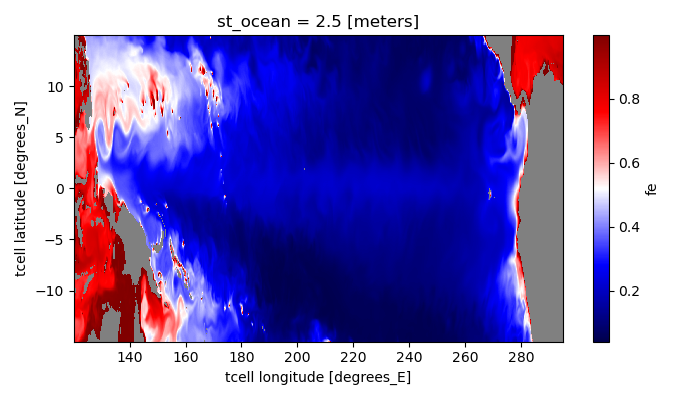 st_ocean = 2.5 [meters]
10
5
0
−5
−10
tcell latitude [degrees_N]
140 160 180 200 220 240 260 280
tcell longitude [degrees_E]
0.8
0.6
0.4
0.2
fe